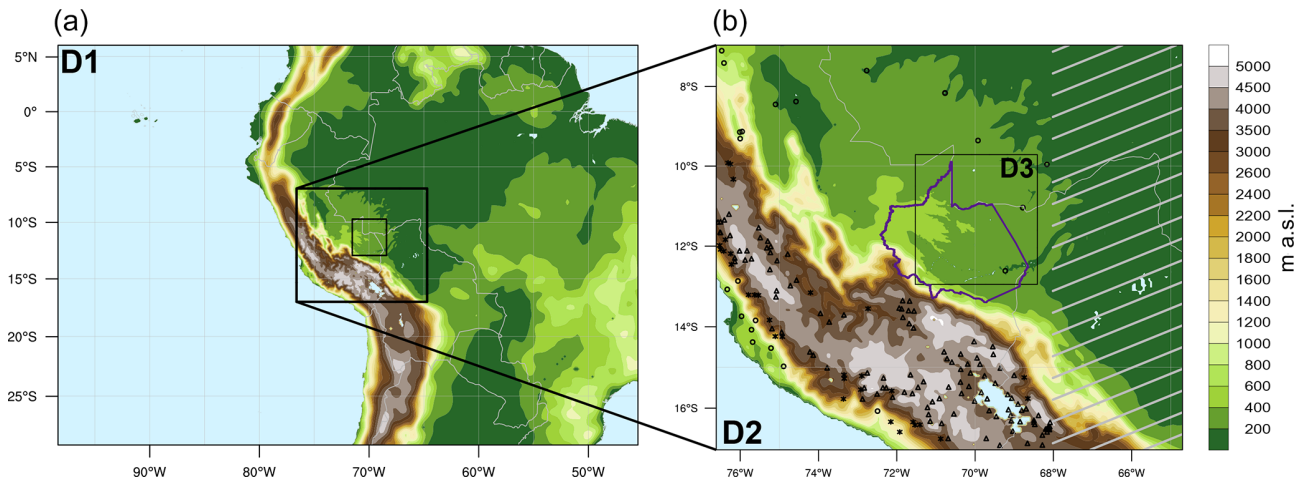 (a)
(b)
D1
5°N
0°
5°S
10°S
15°S
20°S
25°S
90°W
80°W
70°W
60°W
50°W
D3
D2
8°S
10°S
12°S
14°S
16°S
76°W
74°W
72°W
70°W
68°W
66°W
5000
4500
4000
3500
3000
2600
2400
2200
2000
1800
1600
1400
1200
1000
800
600
400
200
m a.s.l.